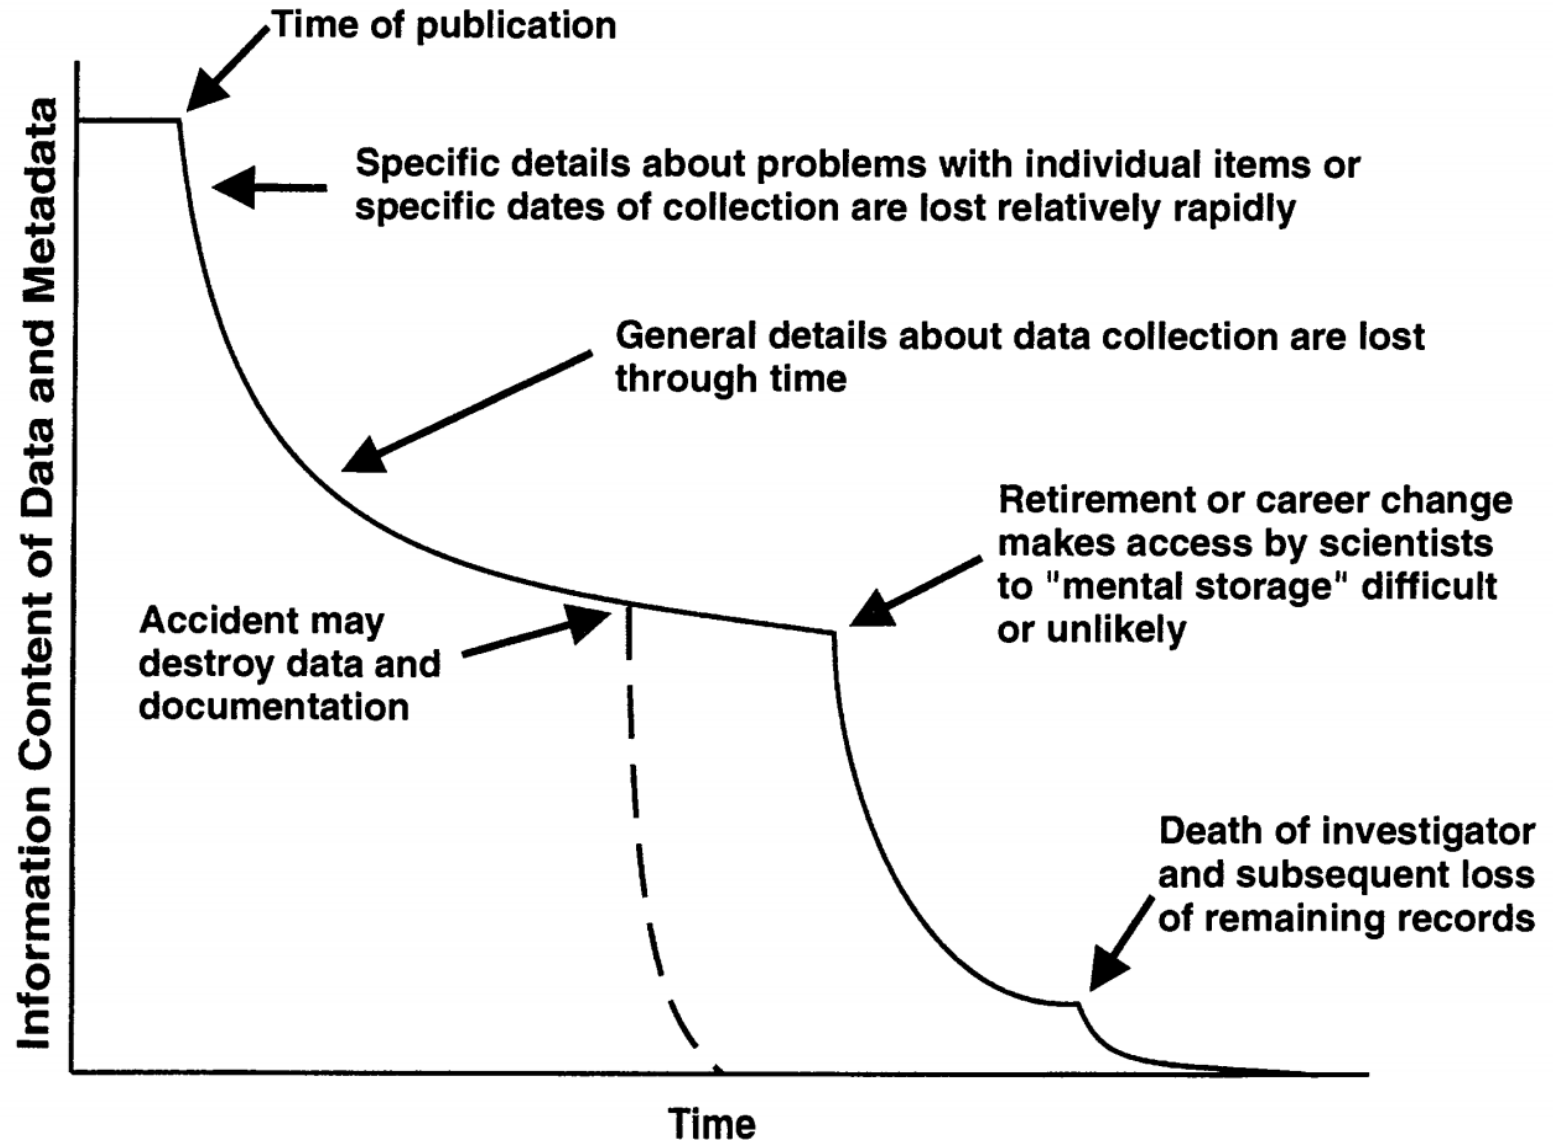 Time of publication
Specific details about problems with individual items or
specific dates of collection are lost relatively rapidly
General details about data collection are lost
through time
Retirement or career change
makes access by scientists
to "mental storage" difficult
or unlikely
Accident may
destroy data and
documentation
Death of investigator
and subsequent loss
of remaining records
Information Content of Data and Metadata
Time